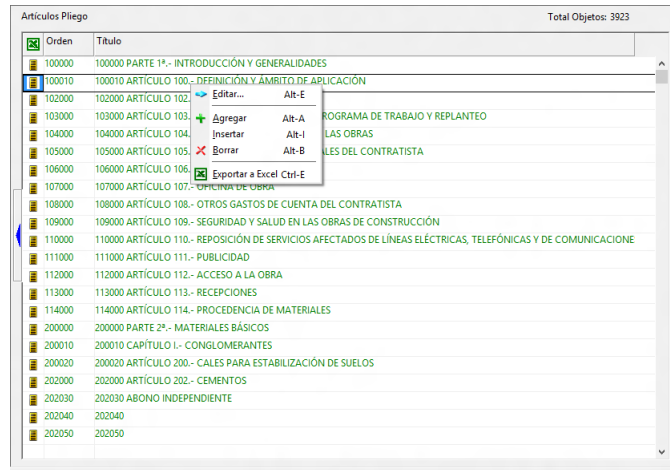 Artículos Pliego Total Objetos: 3923
Orden Título
100000 100000 PARTE 1ª.- INTRODUCCIÓN Y GENERALIDADES
100010 100010 ARTÍCULO 100.- DEFINICIÓN Y ÁMBITO DE APLICACIÓN
102000 102000 ARTÍCULO 102.
103000 103000 ARTÍCULO 103. ROGRAMA DE TRABAJO Y REPLANTEO
104000 104000 ARTÍCULO 104. LAS OBRAS
105000 105000 ARTÍCULO 105. LES DEL CONTRATISTA
106000 106000 ARTÍCULO 106.
107000 107000 ARTÍCULO 107.- OFICINA DE OBRA
108000 108000 ARTÍCULO 108.- OTROS GASTOS DE CUENTA DEL CONTRATISTA
109000 109000 ARTÍCULO 109.- SEGURIDAD Y SALUD EN LAS OBRAS DE CONSTRUCCIÓN
110000 110000 ARTÍCULO 110.- REPOSICIÓN DE SERVICIOS AFECTADOS DE LÍNEAS ELÉCTRICAS, TELEFÓNICAS Y DE COMUNICACIONE
111000 111000 ARTÍCULO 111.- PUBLICIDAD
112000 112000 ARTÍCULO 112.- ACCESO A LA OBRA
113000 113000 ARTÍCULO 113.- RECEPCIONES
114000 114000 ARTÍCULO 114.- PROCEDENCIA DE MATERIALES
200000 200000 PARTE 2ª.- MATERIALES BÁSICOS
200010 200010 CAPÍTULO I.- CONGLOMERANTES
200020 200020 ARTÍCULO 200.- CALES PARA ESTABILIZACIÓN DE SUELOS
202000 202000 ARTÍCULO 202.- CEMENTOS
202030 202030 ABONO INDEPENDIENTE
202040 202040
202050 202050
Editar... Alt-E
Agregar Alt-A
Insertar Alt-I
Borrar Alt-B
Exportar a Excel Ctrl-E